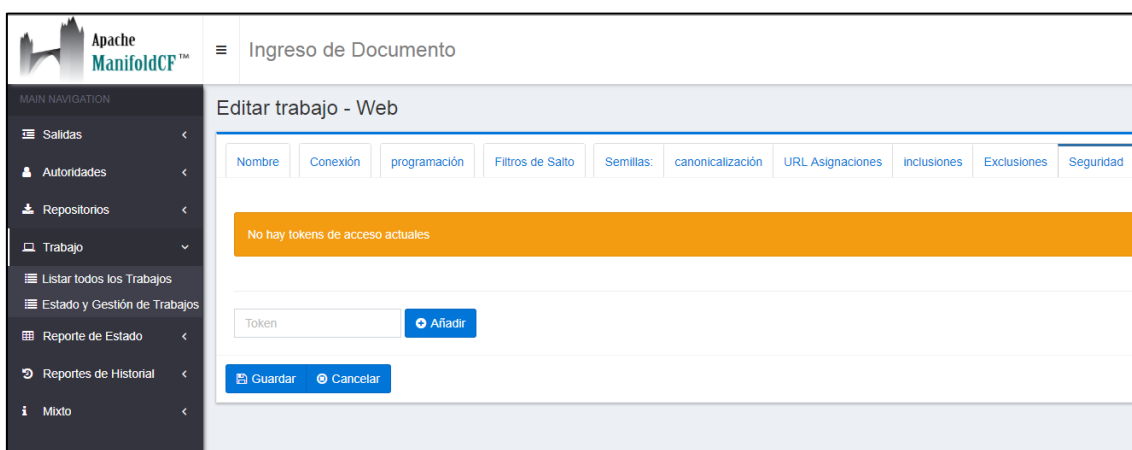 Apache
ManifoldCF™
Ingreso de Documento
MAIN NAVIGATION
Salidas
Autoridades
Repositorios
Trabajo
Listar todos los Trabajos
Estado y Gestión de Trabajos
Reporte de Estado
Reportes de Historial
Mixto
Editar trabajo - Web
Nombre Conexión programación Filtros de Salto Semillas: canonicalización URL Asignaciones inclusiones Exclusiones Seguridad
No hay tokens de acceso actuales
Token Añadir
Guardar Cancelar